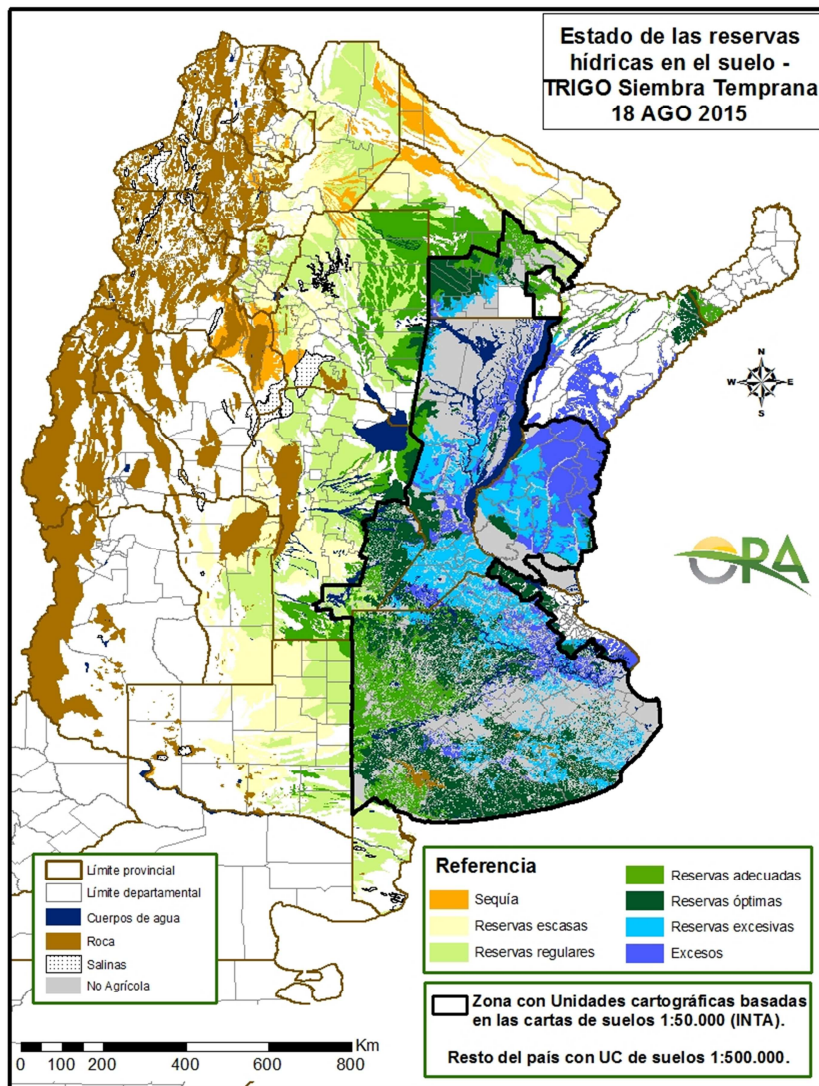 Estado de las reservas
hídricas en el suelo -
TRIGO Siembra Temprana
18 AGO 2015
N
W E
S
ORA
Límite provincial
Límite departamental
Cuerpos de agua
Roca
Salinas
No Agrícola
Referencia
Sequía
Reservas escasas
Reservas regulares
Reservas adecuadas
Reservas óptimas
Reservas excesivas
Excesos
Zona con Unidades cartográficas basadas
en las cartas de suelos 1:50.000 (INTA).
Resto del país con UC de suelos 1:500.000.
Km
0 100 200 400 600 800